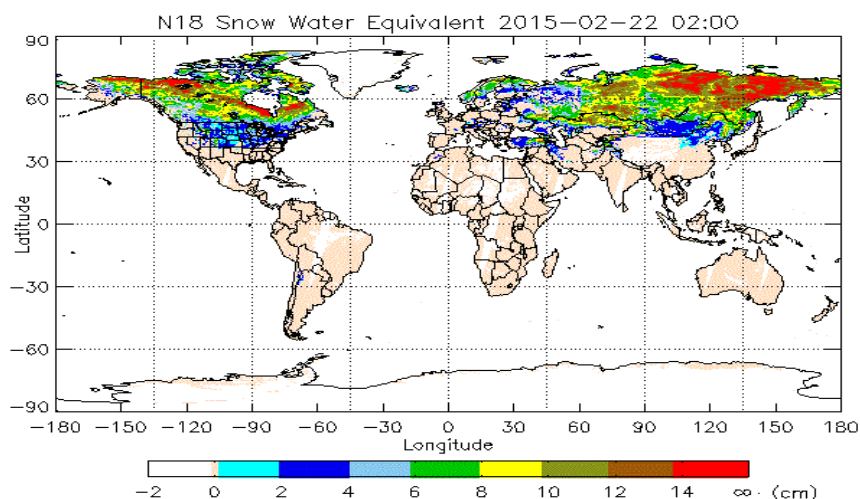 N18 Snow Water Equivalent 2015-02-22 02:00
90
60
30
0
-30
-60
-90
Latitude
-180 -150 -120 -90 -60 -30 0 30 60 90 120 150 180
Longitude
-2 0 2 4 6 8 10 12 14 ∞ (cm)